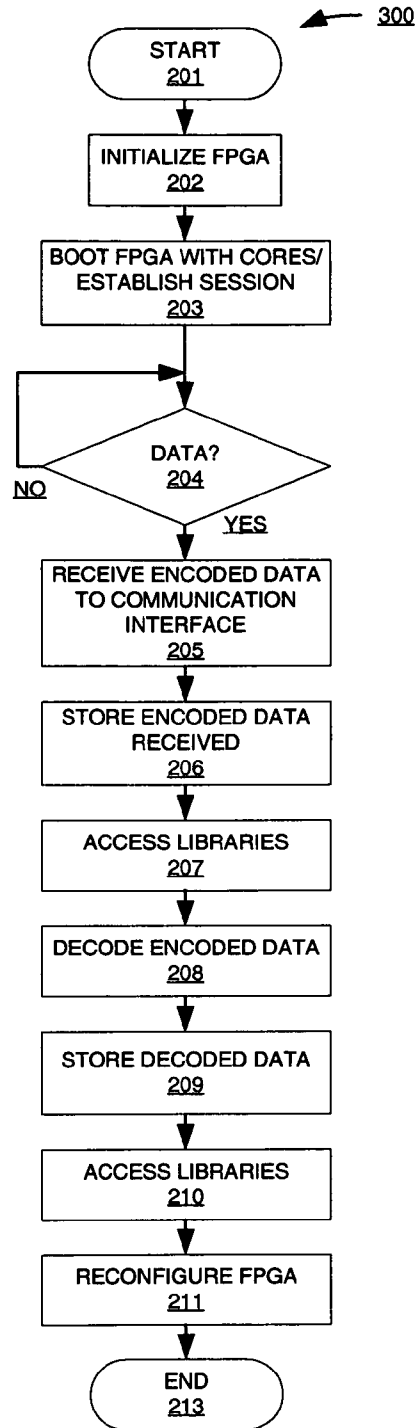 300
START
201
INITIALIZE FPGA
202
BOOT FPGA WITH CORES/
ESTABLISH SESSION
203
DATA?
204
NO
YES
RECEIVE ENCODED DATA
TO COMMUNICATION
INTERFACE
205
STORE ENCODED DATA
RECEIVED
206
ACCESS LIBRARIES
207
DECODE ENCODED DATA
208
STORE DECODED DATA
209
ACCESS LIBRARIES
210
RECONFIGURE FPGA
211
END
213